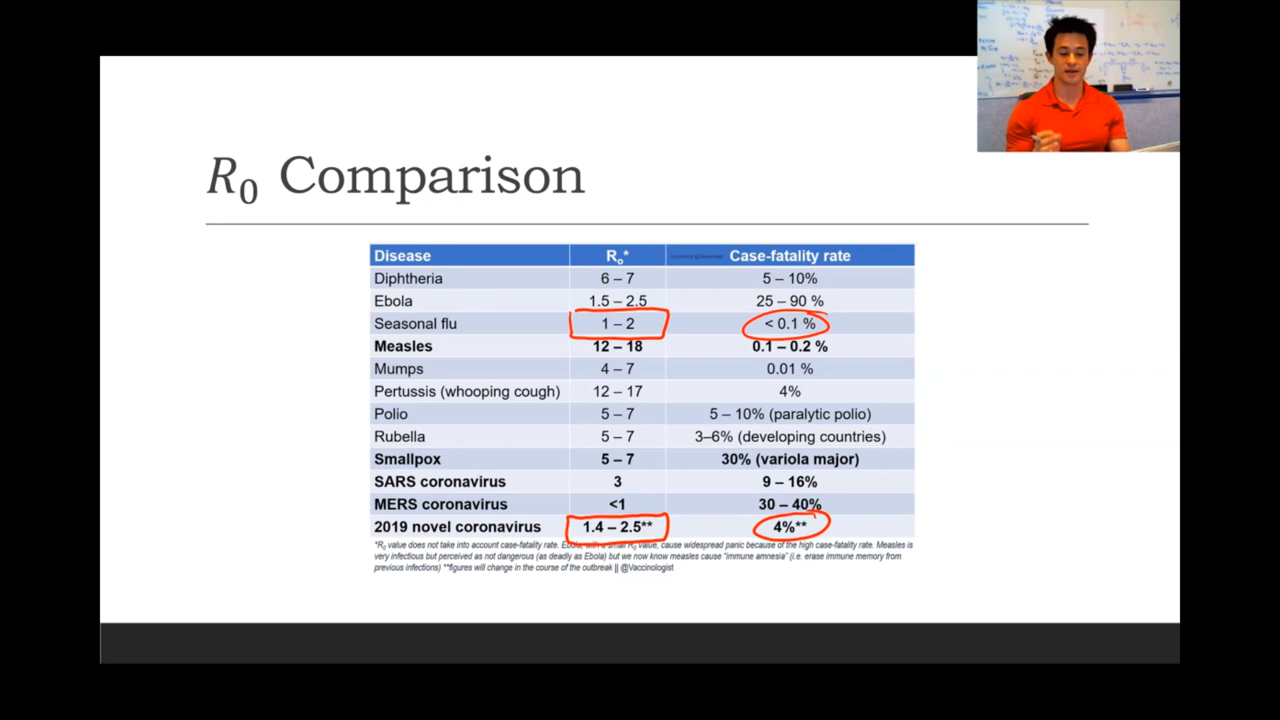 R0 Comparison
Disease R₀* Case-fatality rate
Diphtheria 6 – 7 5 – 10%
Ebola 1.5 – 2.5 25 – 90 %
Seasonal flu 1 – 2 < 0.1 %
Measles 12 – 18 0.1 – 0.2 %
Mumps 4 – 7 0.01 %
Pertussis (whooping cough) 12 – 17 4%
Polio 5 – 7 5 – 10% (paralytic polio)
Rubella 5 – 7 3–6% (developing countries)
Smallpox 5 – 7 30% (variola major)
SARS coronavirus 3 9 – 16%
MERS coronavirus <1 30 – 40%
2019 novel coronavirus 1.4 – 2.5** 4%**
*R₀ value does not take into account case-fatality rate. Ebola, with a small R₀ value, cause widespread panic because of the high case-fatality rate. Measles is
very infectious but perceived as not dangerous (as deadly as Ebola) but we now know measles cause “Immune amnesia” (i.e. erase immune memory from
previous infections) **figures will change in the course of the outbreak || @Vaccinologist